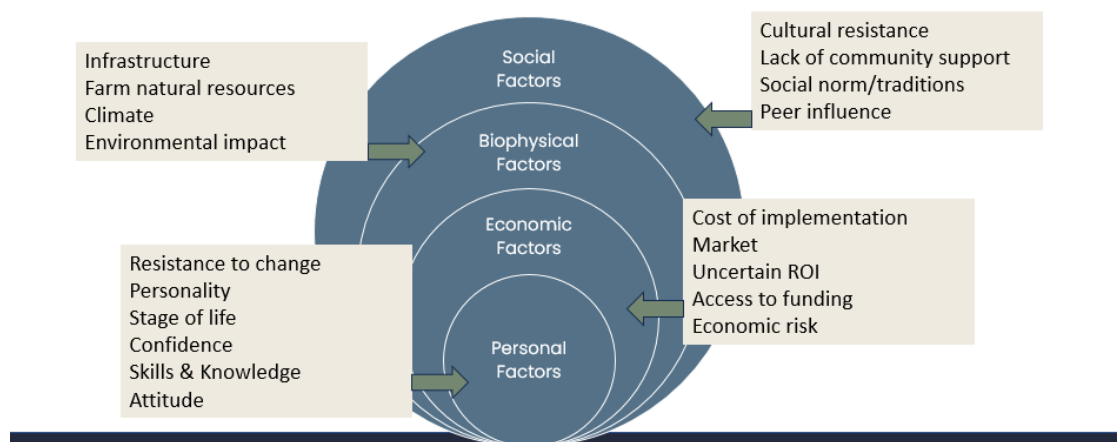 Infrastructure
Farm natural resources
Climate
Environmental impact
Social
Factors
Cultural resistance
Lack of community support
Social norm/traditions
Peer influence
Biophysical
Factors
Economic
Factors
Cost of implementation
Market
Uncertain ROI
Access to funding
Economic risk
Resistance to change
Personality
Stage of life
Confidence
Skills & Knowledge
Attitude
Personal
Factors